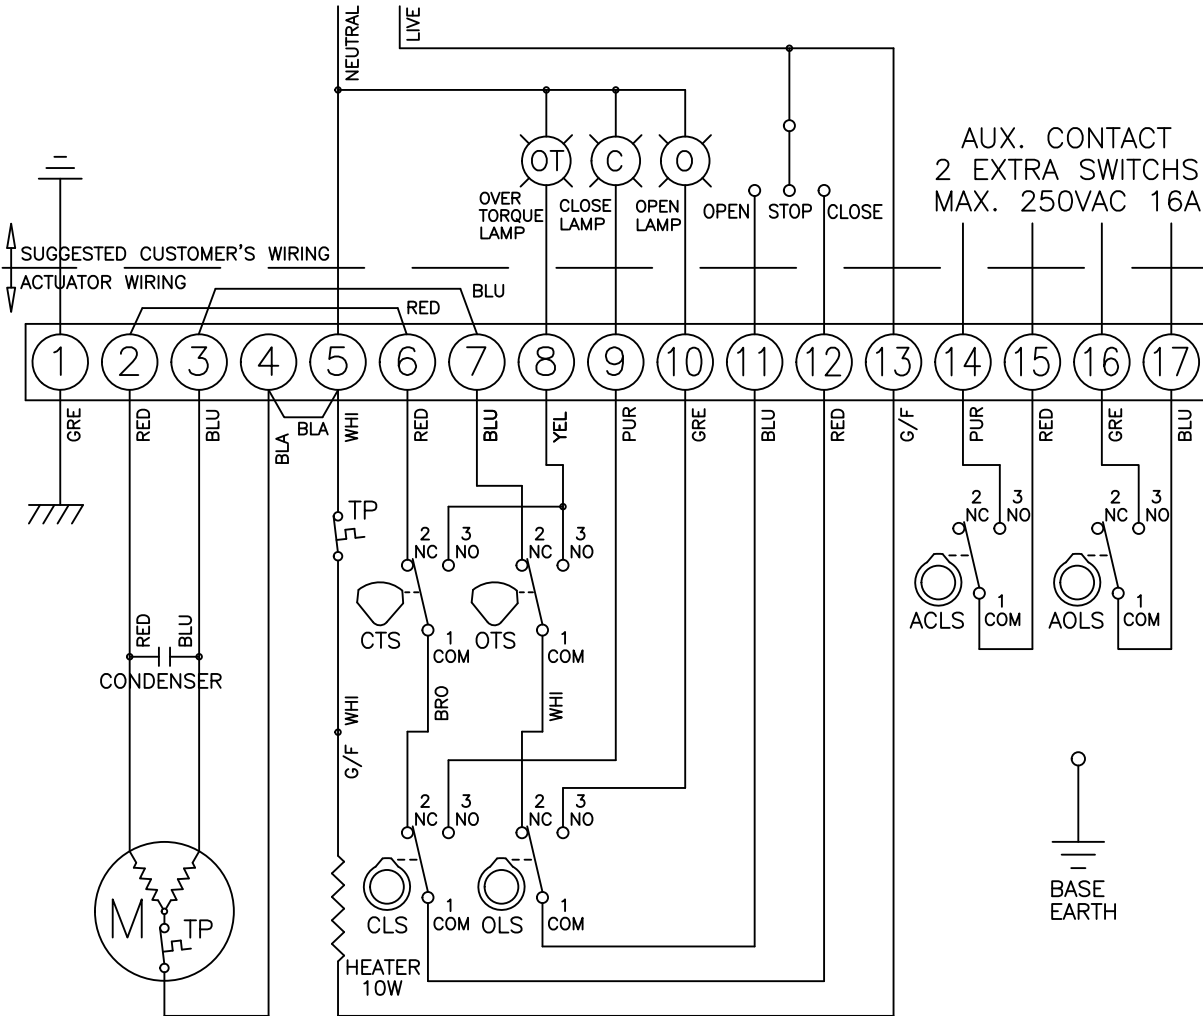 NEUTRAL
LIVE
AUX. CONTACT
2 EXTRA SWITCHS
MAX. 250VAC 16A
OT
C
O
OVER
TORQUE
LAMP
CLOSE
LAMP
OPEN
LAMP
OPEN
STOP
CLOSE
SUGGESTED CUSTOMER'S WIRING
ACTUATOR WIRING
BLU
RED
1 2 3 4 5 6 7 8 9 10 11 12 13 14 15 16 17
GRE
RED
BLU
BLA
BLA
WHI
RED
BLU
YEL
PUR
GRE
BLU
RED
G/F
PUR
RED
GRE
BLU
TP
2
NC
3
NO
2
NC
3
NO
2
NC
3
NO
2
NC
3
NO
CTS
1
COM
OTS
1
COM
ACLS
1
COM
AOLS
1
COM
RED
BLU
CONDENSER
WHI
G/F
BRO
WHI
2
NC
3
NO
2
NC
3
NO
CLS
1
COM
OLS
1
COM
M
TP
HEATER
10W
BASE
EARTH